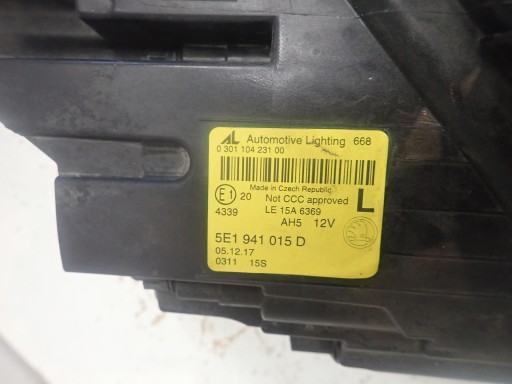 AL Automotive Lighting 668
0 301 104 231 00
Made in Czech Republic
E1 20 Not CCC approved L
4339 LE 15A 6369
AH5 12V
5E1 941 015 D
05.12.17
0311 15S